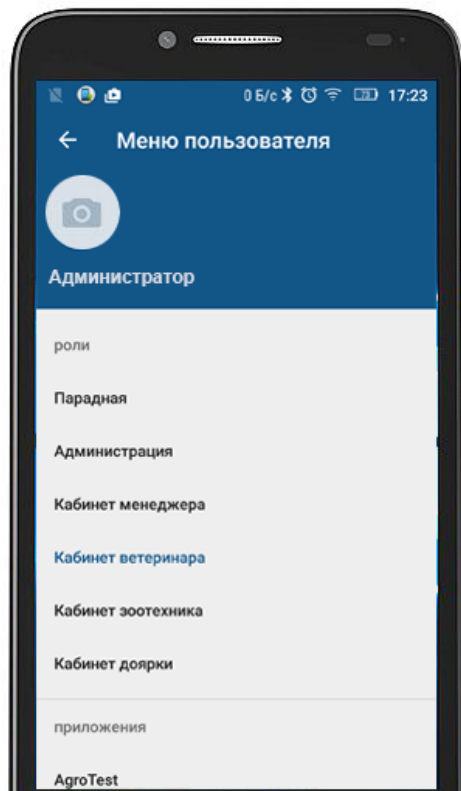 0 Б/с 73 17:23
Меню пользователя
Администратор
роли
Парадная
Администрация
Кабинет менеджера
Кабинет ветеринара
Кабинет зоотехника
Кабинет доярки
приложения
AgroTest